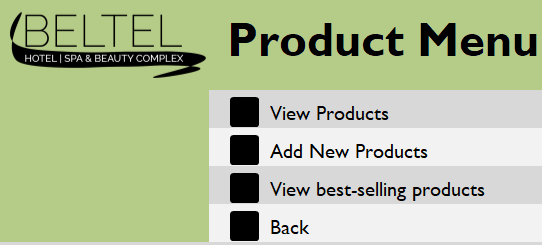 BELTEL
HOTEL | SPA & BEAUTY COMPLEX
Product Menu
View Products
Add New Products
View best-selling products
Back